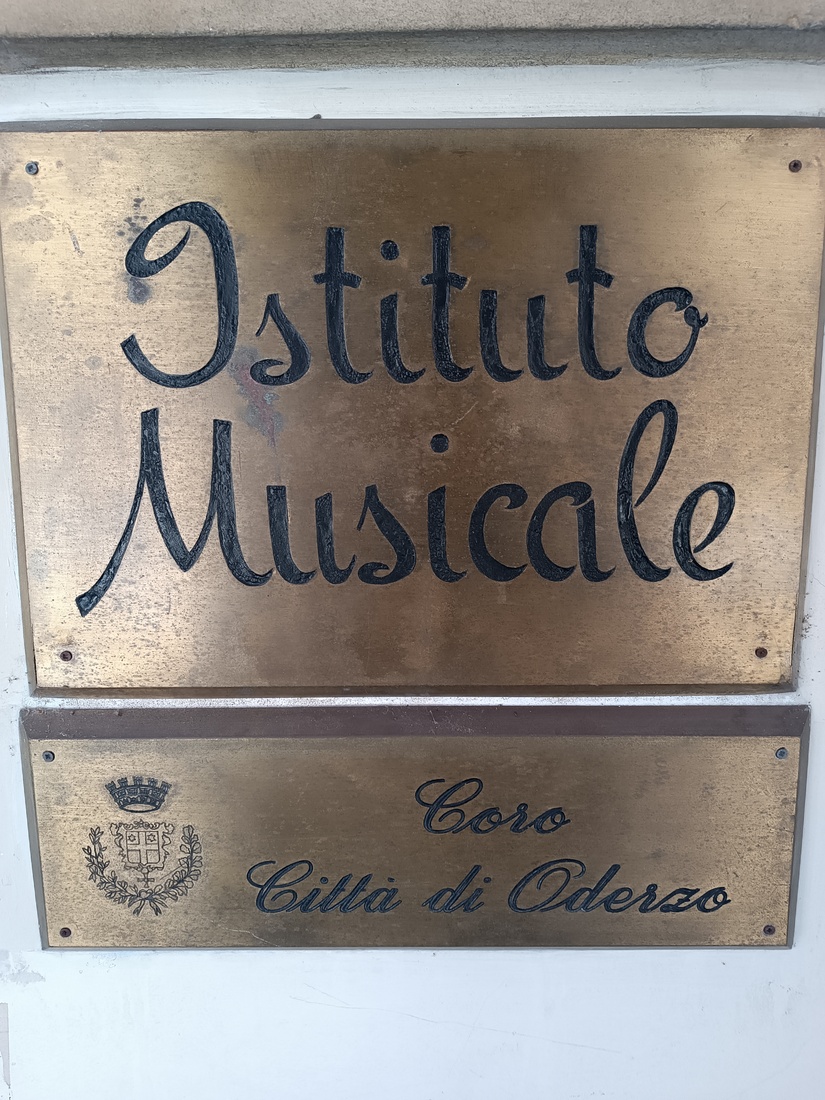 Istituto
Musicale
Coro
Città di Oderzo